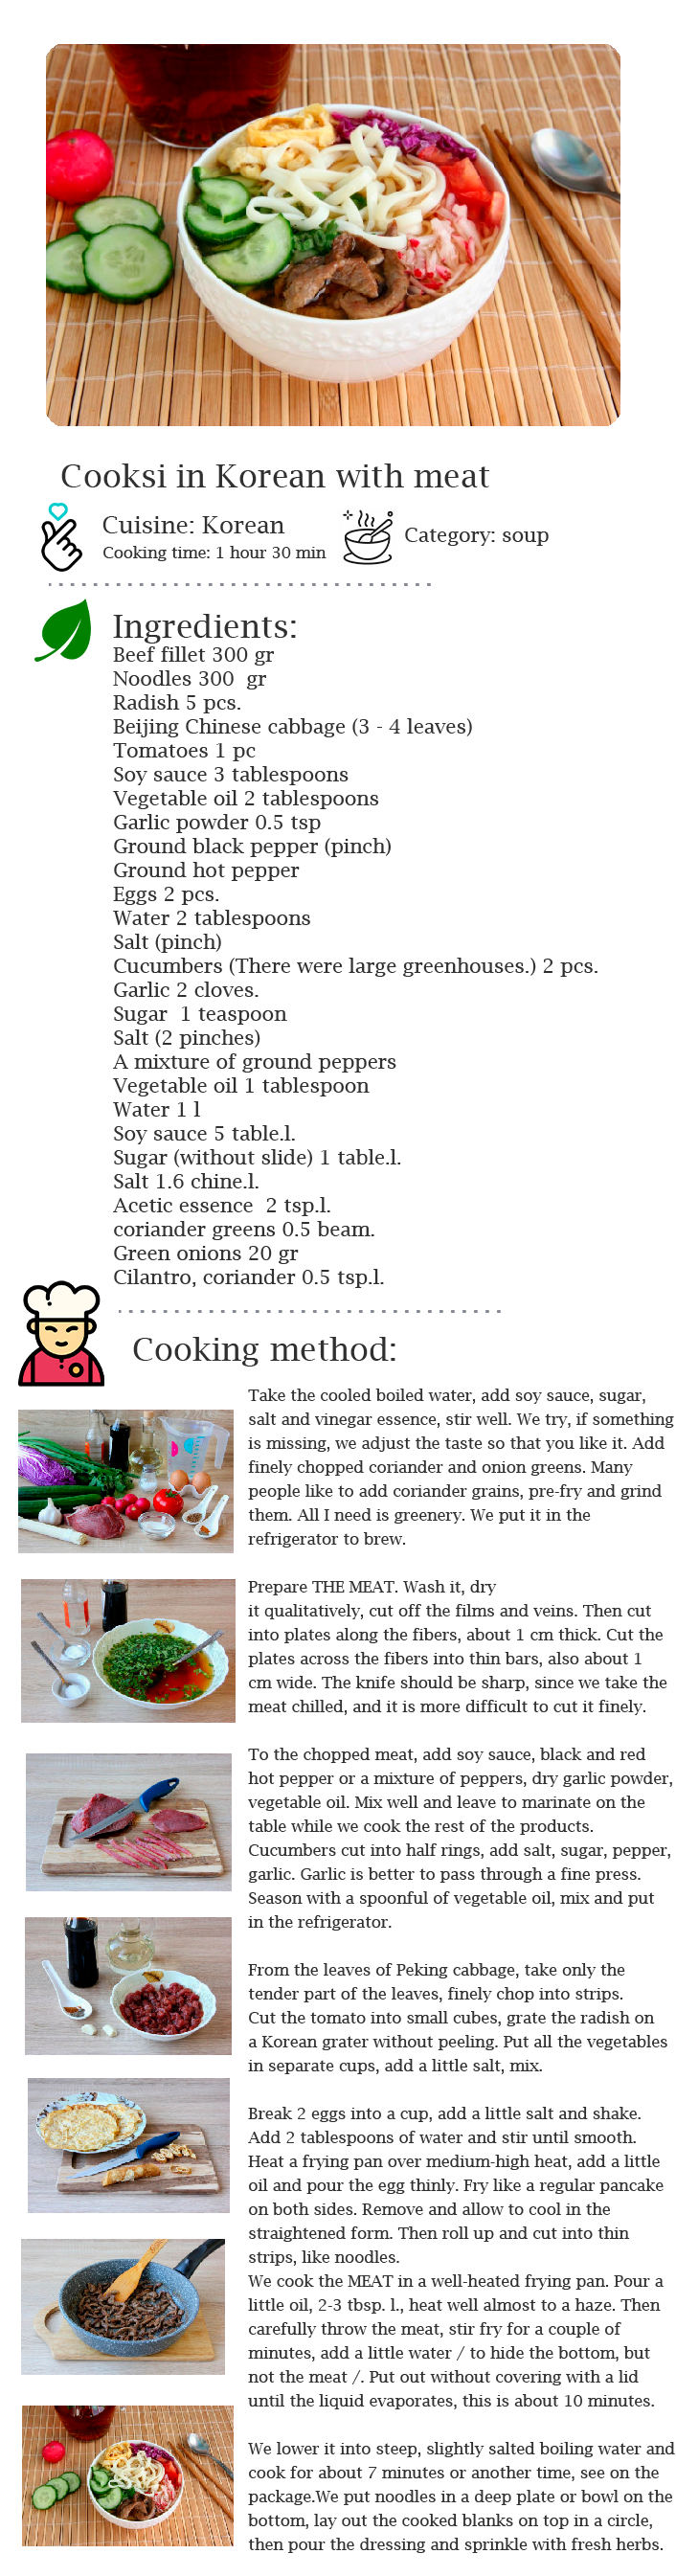 Cooksi in Korean with meat
Cuisine: Korean
Cooking time: 1 hour 30 min
Category: soup
Ingredients:
Beef fillet 300 gr
Noodles 300 gr
Radish 5 pcs.
Beijing Chinese cabbage (3 - 4 leaves)
Tomatoes 1 pc
Soy sauce 3 tablespoons
Vegetable oil 2 tablespoons
Garlic powder 0.5 tsp
Ground black pepper (pinch)
Ground hot pepper
Eggs 2 pcs.
Water 2 tablespoons
Salt (pinch)
Cucumbers (There were large greenhouses.) 2 pcs.
Garlic 2 cloves.
Sugar 1 teaspoon
Salt (2 pinches)
A mixture of ground peppers
Vegetable oil 1 tablespoon
Water 1 l
Soy sauce 5 table.l.
Sugar (without slide) 1 table.l.
Salt 1.6 chine.l.
Acetic essence 2 tsp.l.
coriander greens 0.5 beam.
Green onions 20 gr
Cilantro, coriander 0.5 tsp.l.
Cooking method:
Take the cooled boiled water, add soy sauce, sugar,
salt and vinegar essence, stir well. We try, if something
is missing, we adjust the taste so that you like it. Add
finely chopped coriander and onion greens. Many
people like to add coriander grains, pre-fry and grind
them. All I need is greenery. We put it in the
refrigerator to brew.
Prepare THE MEAT. Wash it, dry
it qualitatively, cut off the films and veins. Then cut
into plates along the fibers, about 1 cm thick. Cut the
plates across the fibers into thin bars, also about 1
cm wide. The knife should be sharp, since we take the
meat chilled, and it is more difficult to cut it finely.
To the chopped meat, add soy sauce, black and red
hot pepper or a mixture of peppers, dry garlic powder,
vegetable oil. Mix well and leave to marinate on the
table while we cook the rest of the products.
Cucumbers cut into half rings, add salt, sugar, pepper,
garlic. Garlic is better to pass through a fine press.
Season with a spoonful of vegetable oil, mix and put
in the refrigerator.
From the leaves of Peking cabbage, take only the
tender part of the leaves, finely chop into strips.
Cut the tomato into small cubes, grate the radish on
a Korean grater without peeling. Put all the vegetables
in separate cups, add a little salt, mix.
Break 2 eggs into a cup, add a little salt and shake.
Add 2 tablespoons of water and stir until smooth.
Heat a frying pan over medium-high heat, add a little
oil and pour the egg thinly. Fry like a regular pancake
on both sides. Remove and allow to cool in the
straightened form. Then roll up and cut into thin
strips, like noodles.
We cook the MEAT in a well-heated frying pan. Pour a
little oil, 2-3 tbsp. l., heat well almost to a haze. Then
carefully throw the meat, stir fry for a couple of
minutes, add a little water / to hide the bottom, but
not the meat /. Put out without covering with a lid
until the liquid evaporates, this is about 10 minutes.
We lower it into steep, slightly salted boiling water and
cook for about 7 minutes or another time, see on the
package.We put noodles in a deep plate or bowl on the
bottom, lay out the cooked blanks on top in a circle,
then pour the dressing and sprinkle with fresh herbs.